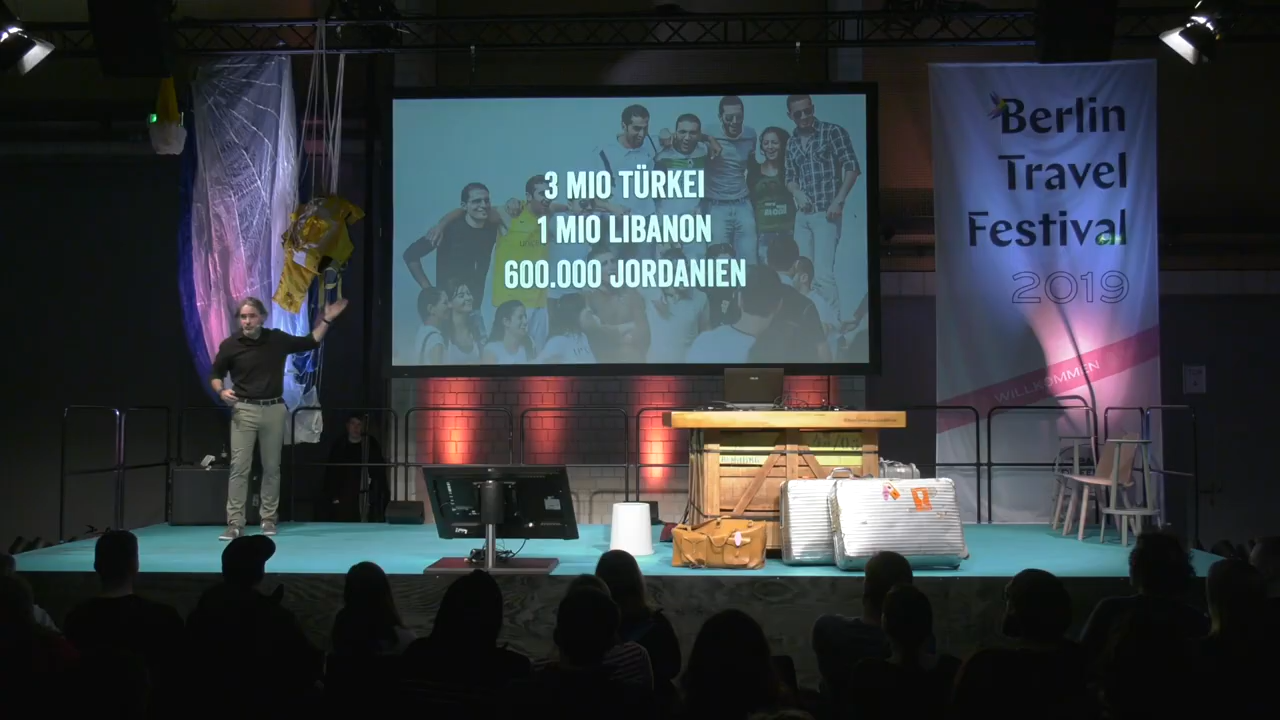 3 MIO TÜRKEI
1 MIO LIBANON
600.000 JORDANIEN
Berlin
Travel
Festival
2019
WILLKOMMEN